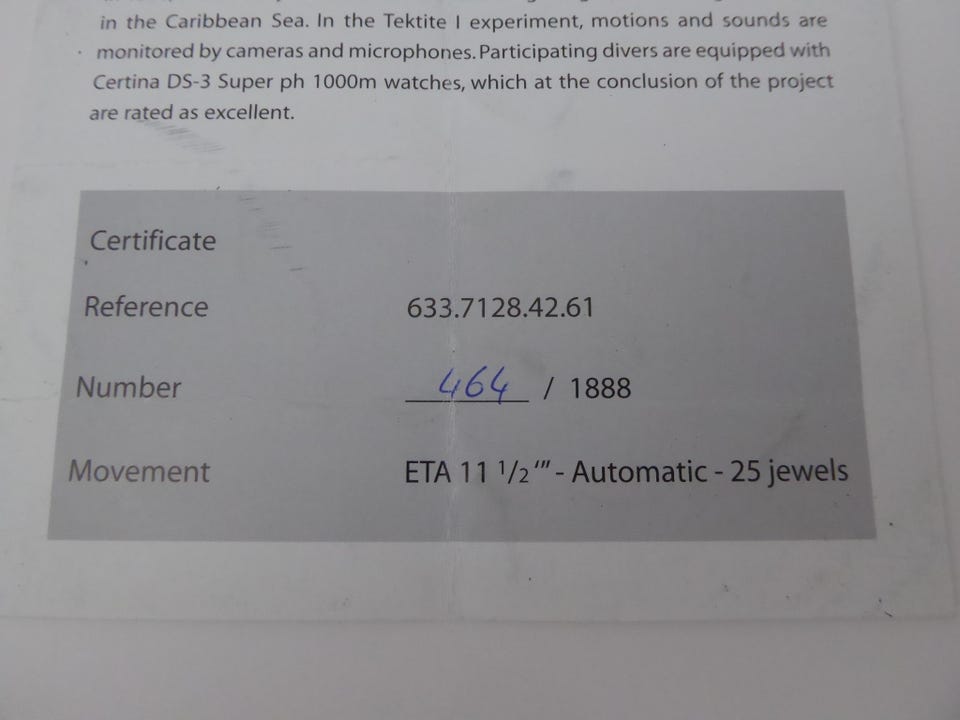 in the Caribbean Sea. In the Tektite I experiment, motions and sounds are
monitored by cameras and microphones. Participating divers are equipped with
Certina DS-3 Super ph 1000m watches, which at the conclusion of the project
are rated as excellent.
Certificate
Reference 633.7128.42.61
Number 464 / 1888
Movement ETA 11 1/2 ‘’’ - Automatic - 25 jewels